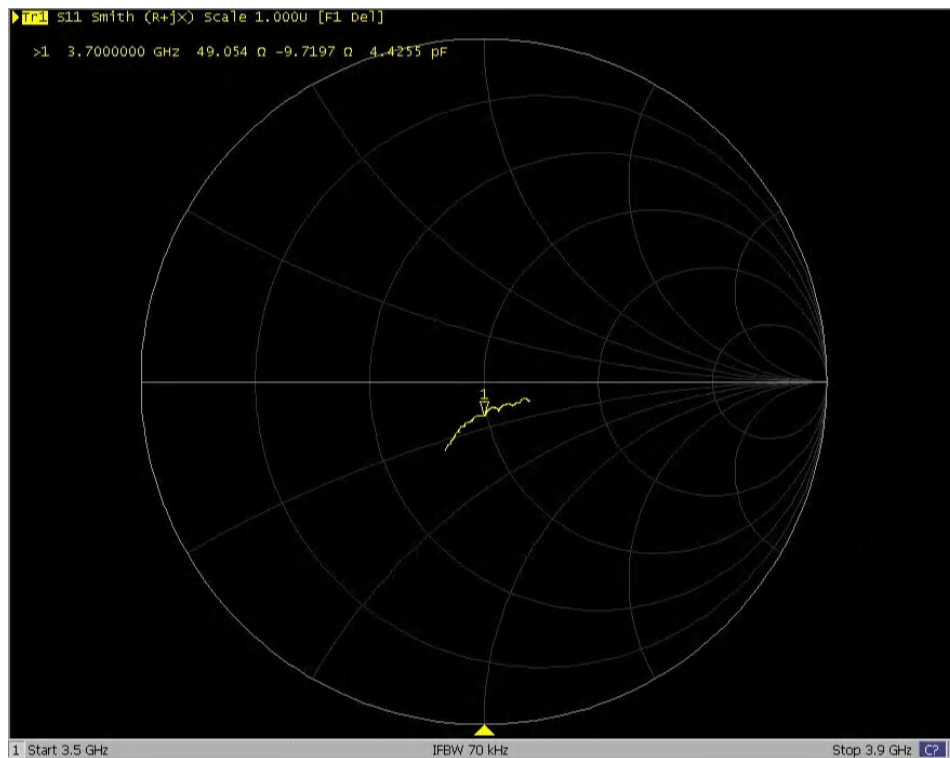 Tr1 S11 Smith (R+jX) Scale 1.000U [F1 Del]
>1 3.7000000 GHz 49.054 Ω -9.7197 Ω 4.4255 pF
1
1 Start 3.5 GHz IFBW 70 kHz Stop 3.9 GHz C?